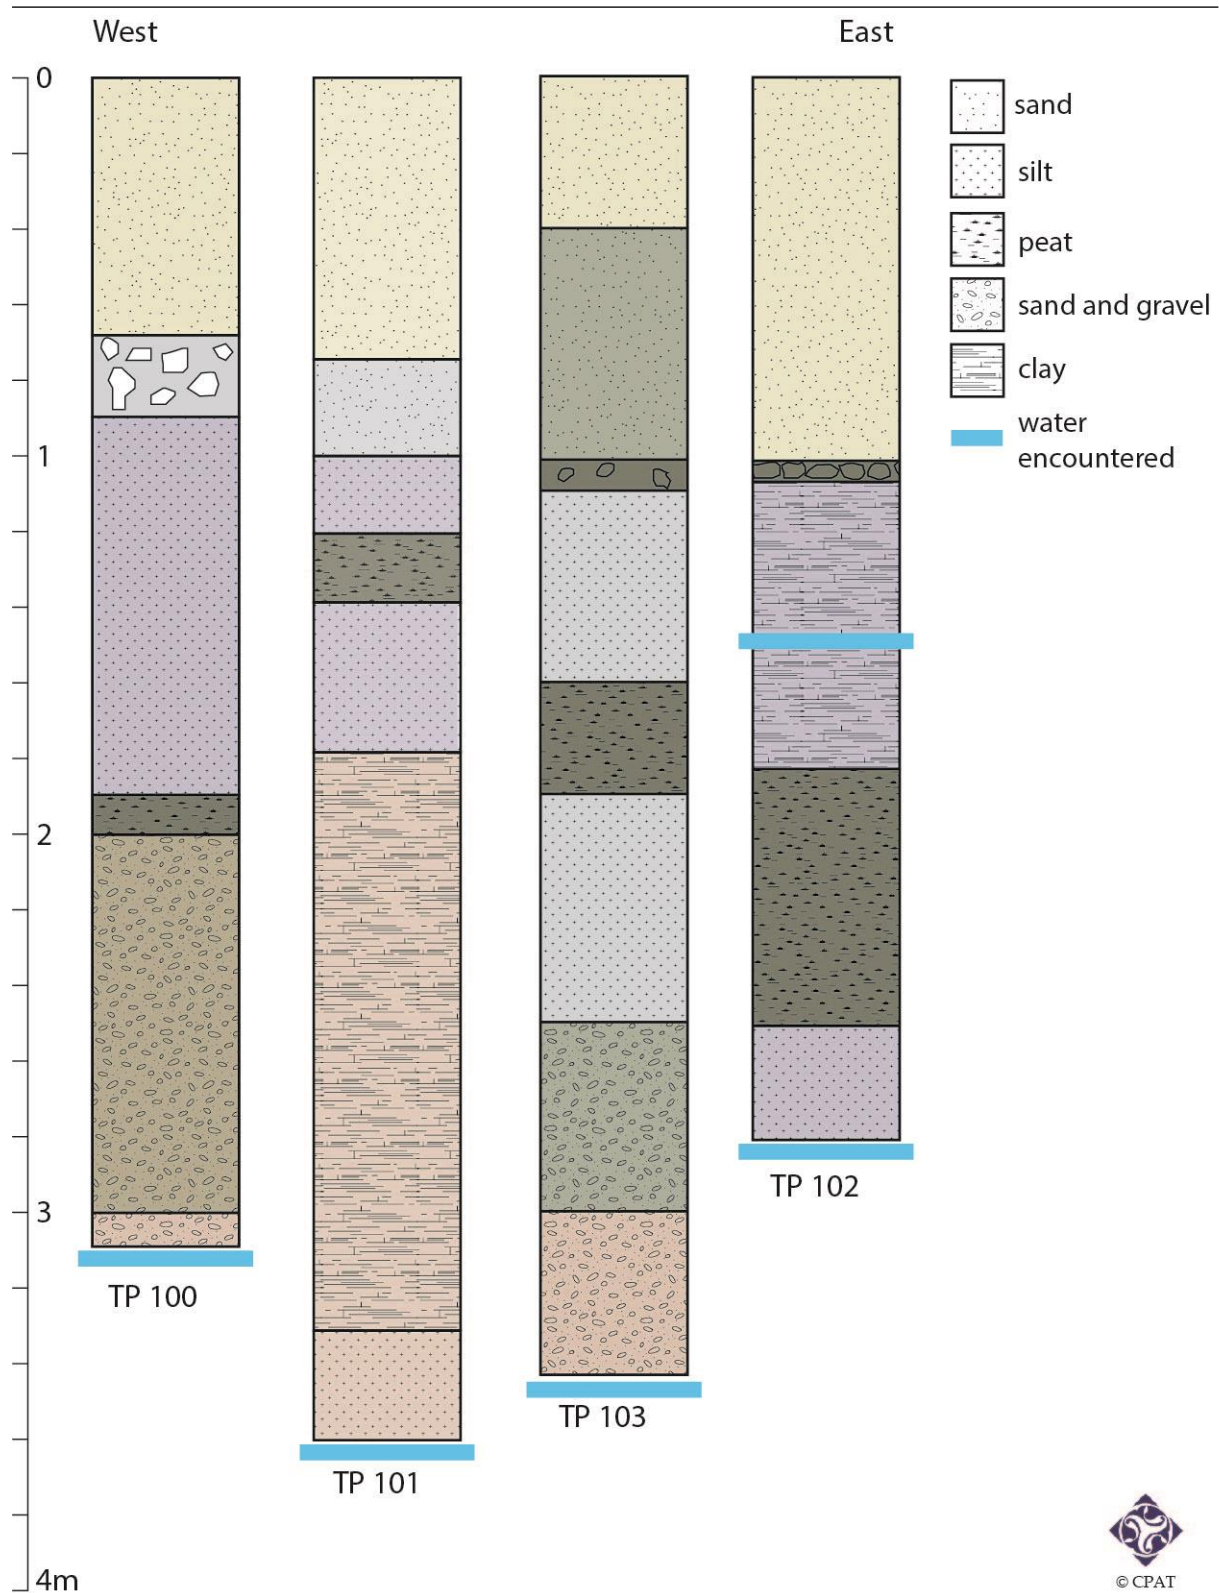 West
East
0
1
2
3
4m
sand
silt
peat
sand and gravel
clay
water
encountered
TP 100
TP 101
TP 103
TP 102
© CPAT